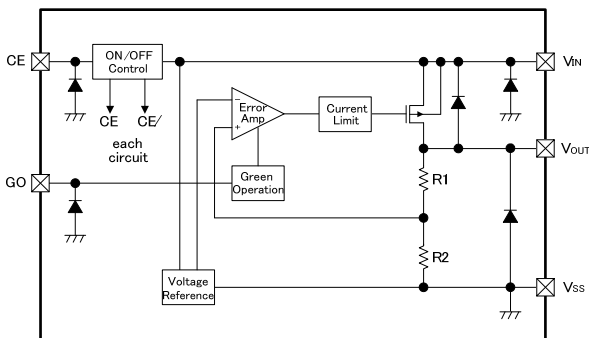 CE
ON/OFF
Control
VIN
CE
CE/
each
circuit
−
Error
Amp
+
Current
Limit
VOUT
GO
Green
Operation
R1
R2
Voltage
Reference
VSS